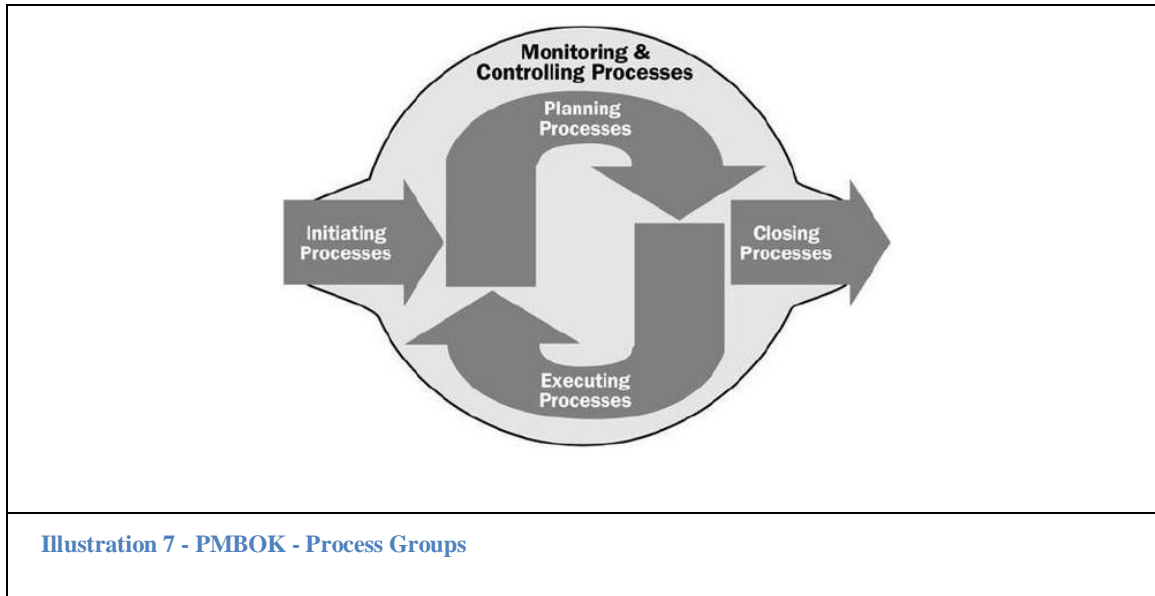 Monitoring &
Controlling Processes
Planning
Processes
Initiating
Processes
Closing
Processes
Executing
Processes
Illustration 7 - PMBOK - Process Groups